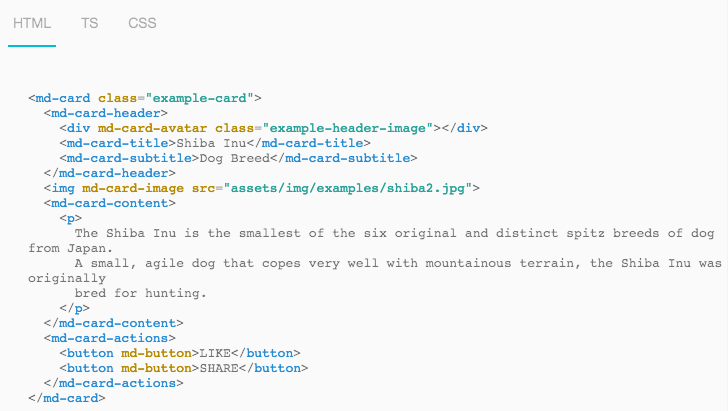 HTML TS CSS
<md-card class="example-card">
  <md-card-header>
    <div md-card-avatar class="example-header-image"></div>
    <md-card-title>Shiba Inu</md-card-title>
    <md-card-subtitle>Dog Breed</md-card-subtitle>
  </md-card-header>
  <img md-card-image src="assets/img/examples/shiba2.jpg">
  <md-card-content>
    <p>
      The Shiba Inu is the smallest of the six original and distinct spitz breeds of dog
from Japan.
      A small, agile dog that copes very well with mountainous terrain, the Shiba Inu was
originally
      bred for hunting.
    </p>
  </md-card-content>
  <md-card-actions>
    <button md-button>LIKE</button>
    <button md-button>SHARE</button>
  </md-card-actions>
</md-card>